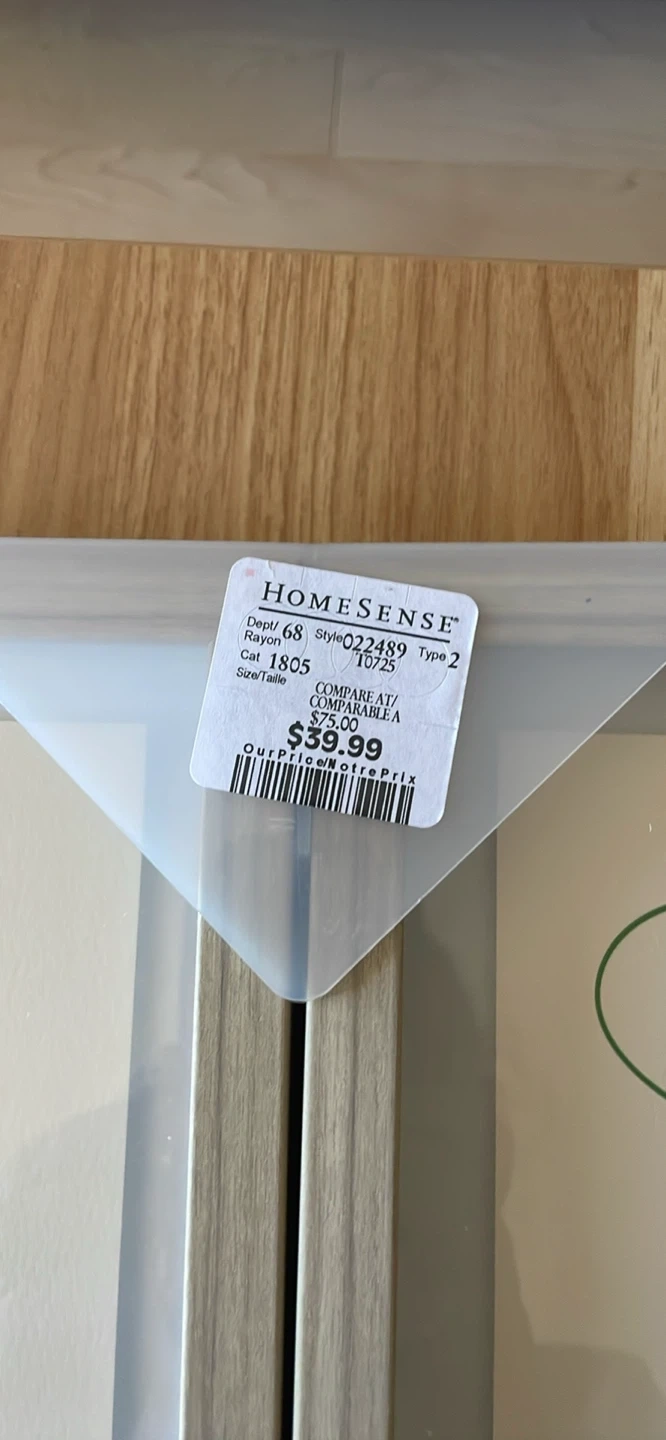 HOMESENSE®
Dept/ Rayon 68 Style 022489 Type 2
T0725
Cat 1805
Size/Taille
COMPARE AT/
COMPARABLE A
$75.00
$39.99
OurPrice/NotrePrix